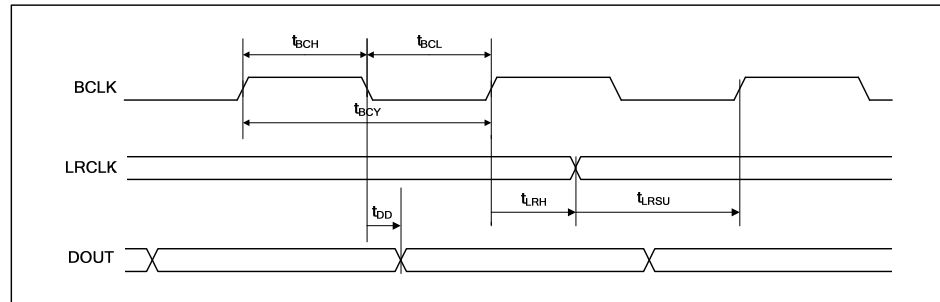 tBCH
tBCL
BCLK
tBCY
LRCLK
tLRH
tLRSU
tDD
DOUT